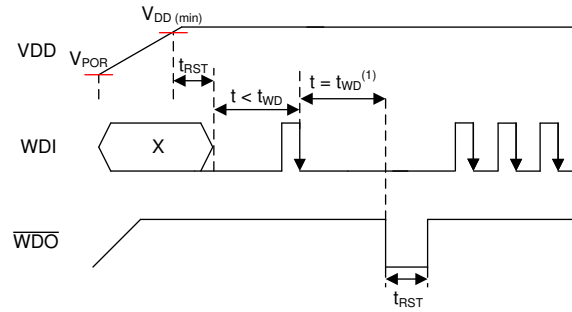 VDD (min)
VDD
VPOR
tRST
t < tWD
t = tWD(1)
WDI
X
WDO
tRST